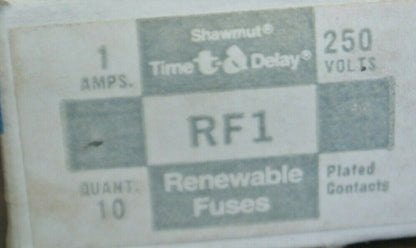 1
AMPS.
Shawmut®
Time t-d Delay®
250
VOLTS
RF1
QUANT.
10
Renewable
Fuses
Plated
Contacts